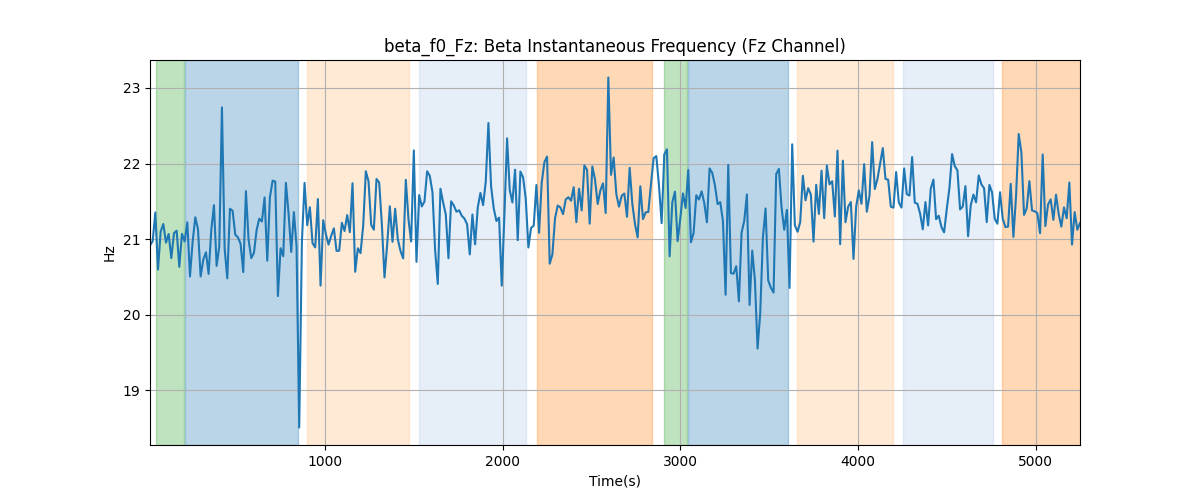 beta_f0_Fz: Beta Instantaneous Frequency (Fz Channel)
23
22
21
20
19
Hz
1000 2000 3000 4000 5000
Time(s)